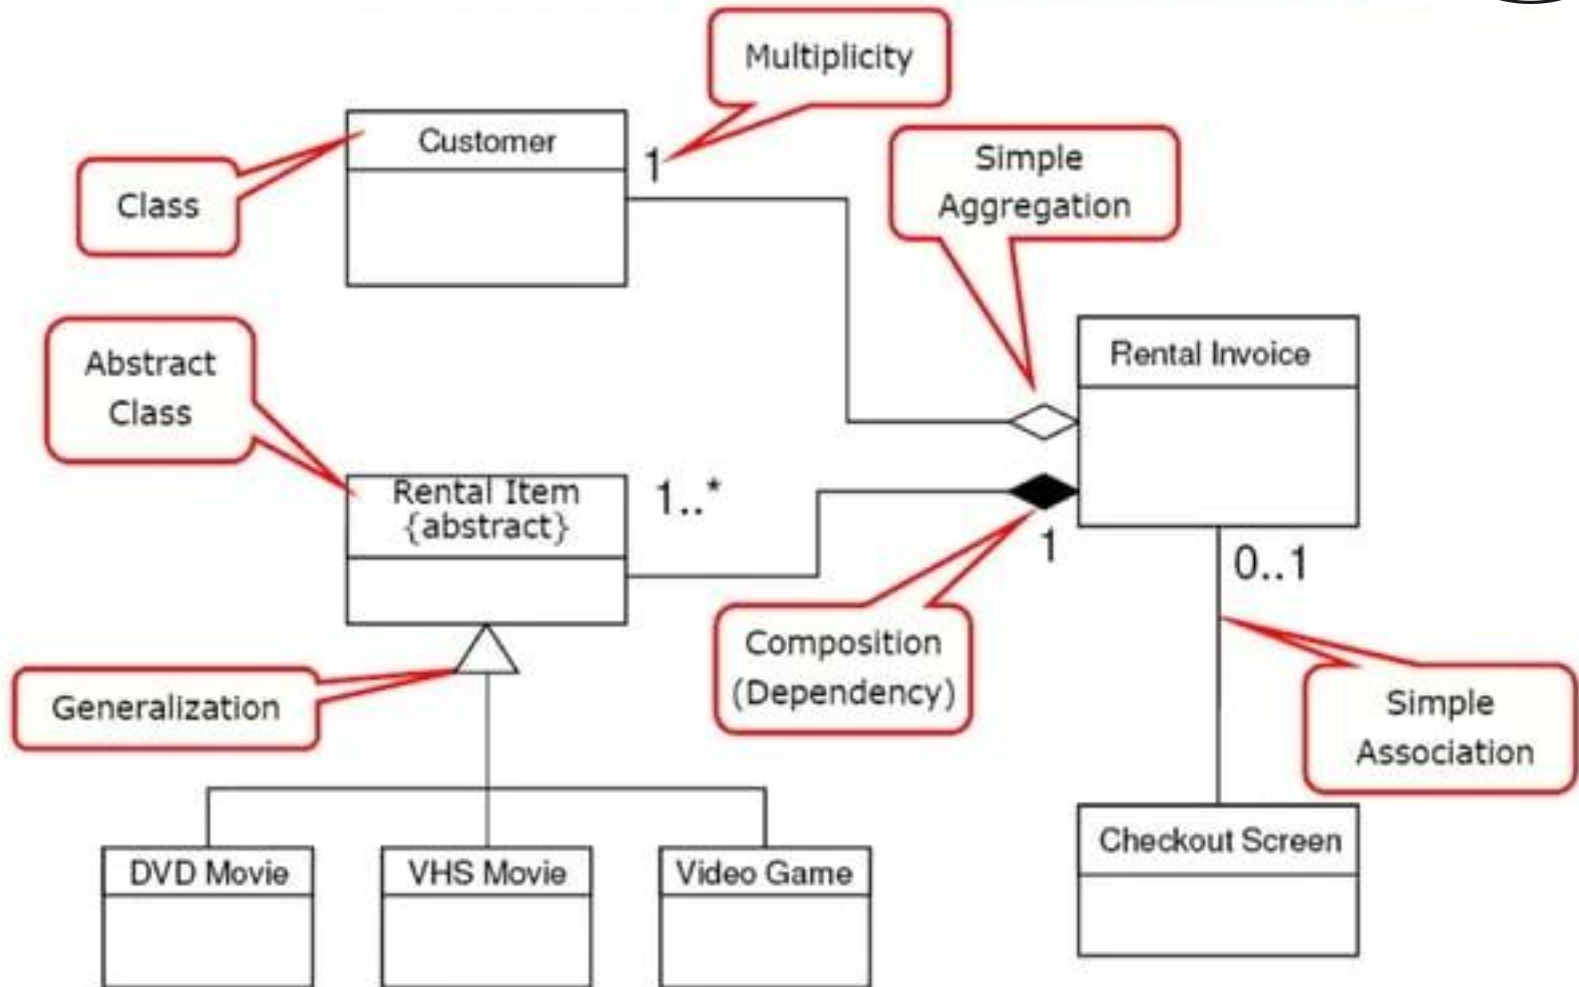 Multiplicity
Customer
1
Simple
Aggregation
Class
Abstract
Class
Rental Invoice
Rental Item
{abstract}
1..*
1
0..1
Composition
(Dependency)
Generalization
Simple
Association
DVD Movie
VHS Movie
Video Game
Checkout Screen